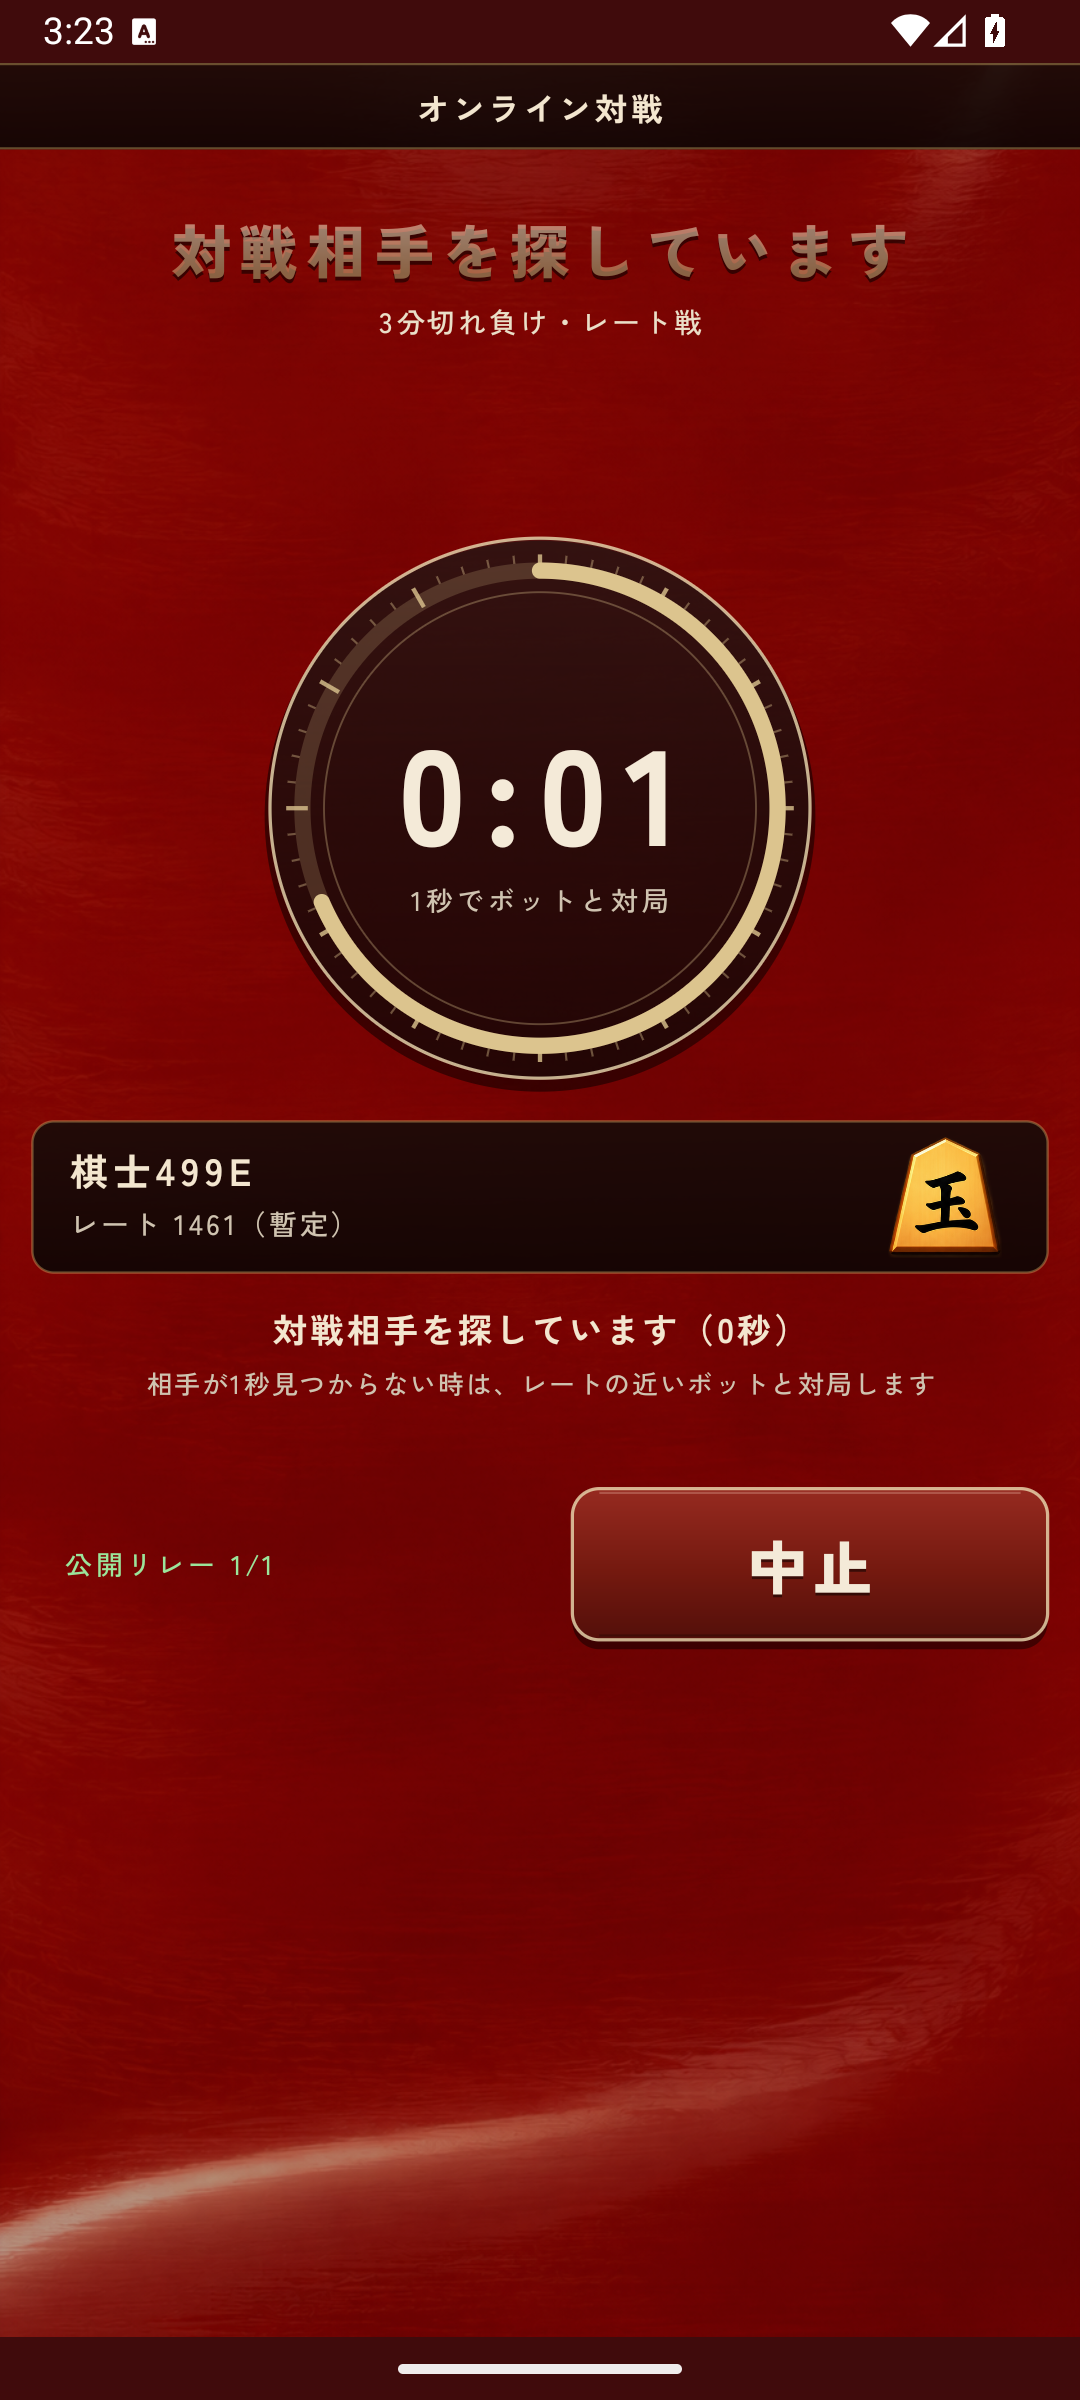 3:23
オンライン対戦
対戦相手を探しています
3分切れ負け・レート戦
0:01
1秒でボットと対局
棋士499E
レート 1461（暫定）
玉
対戦相手を探しています（0秒）
相手が1秒見つからない時は、レートの近いボットと対局します
公開リレー 1/1
中止